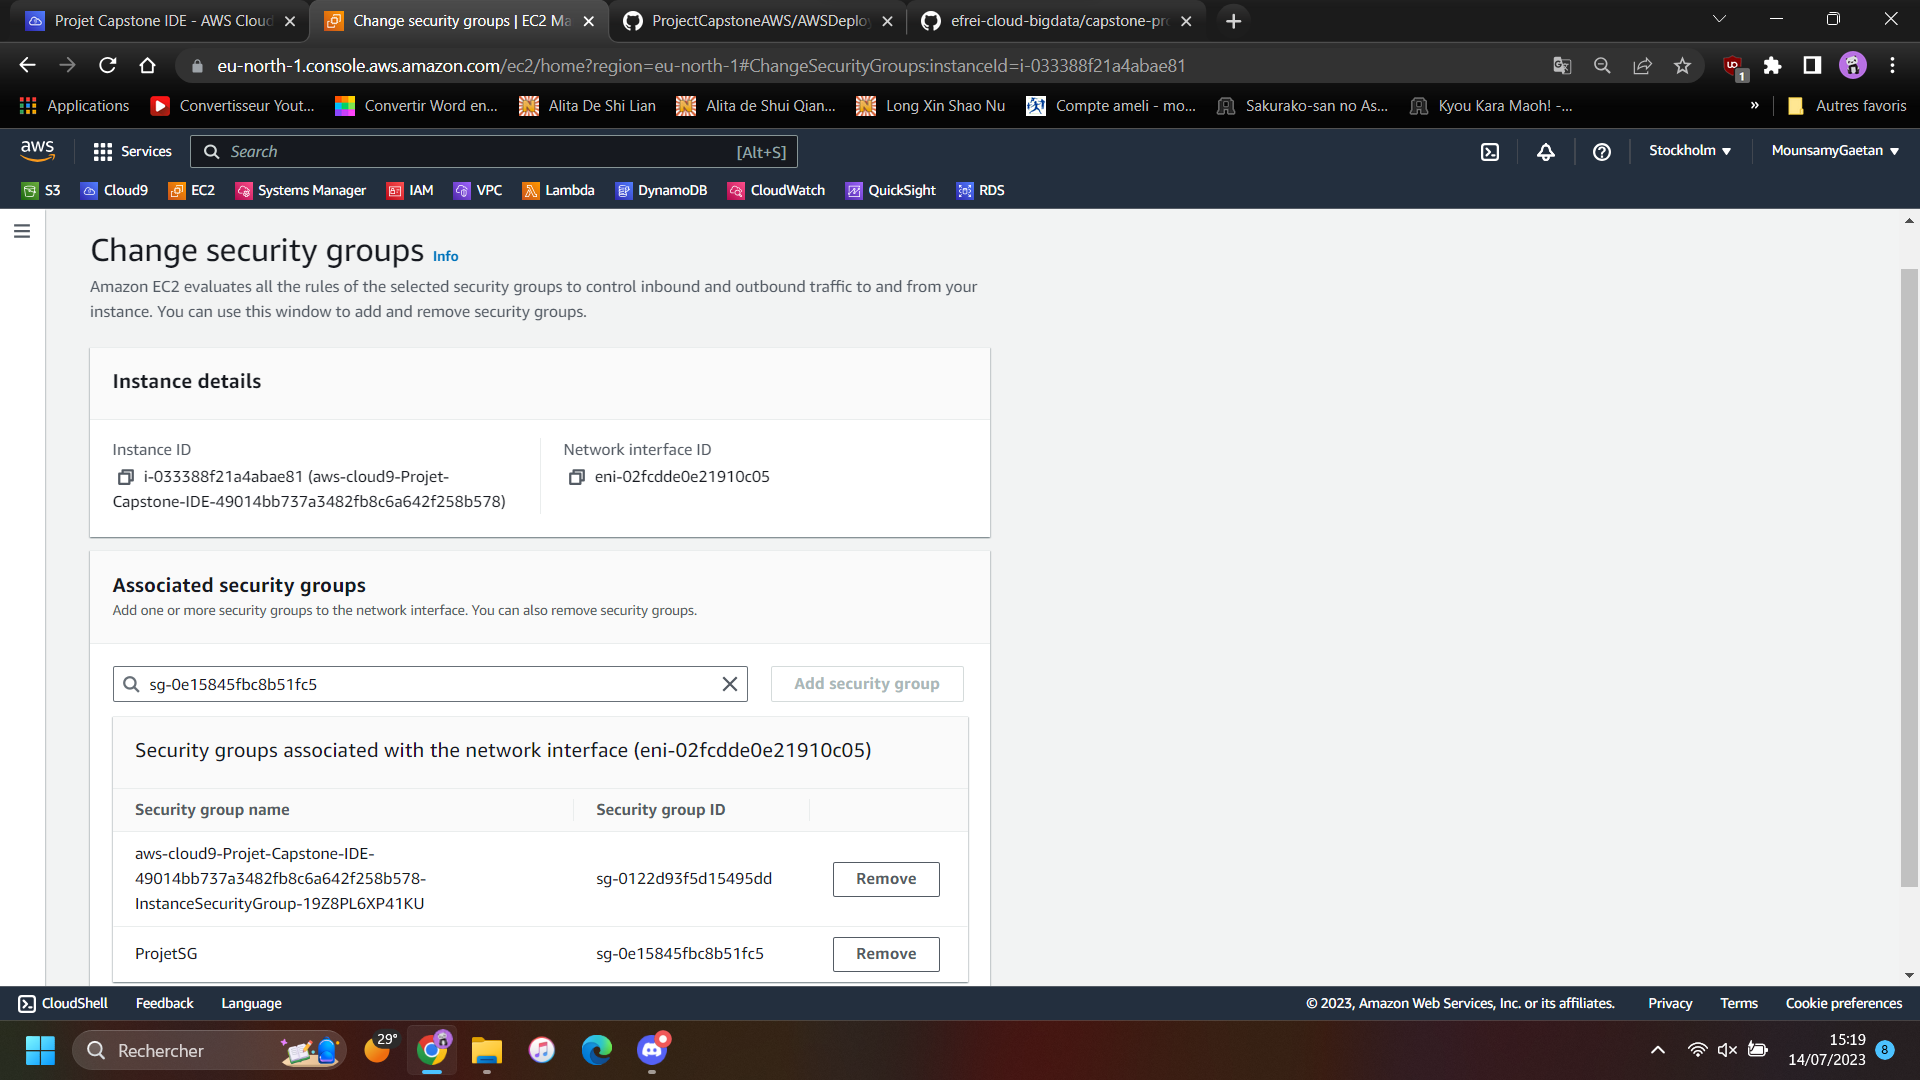 Projet Capstone IDE - AWS Cloud
Change security groups | EC2 Ma
ProjectCapstoneAWS/AWSDeploy
efrei-cloud-bigdata/capstone-pro
eu-north-1.console.aws.amazon.com/ec2/home?region=eu-north-1#ChangeSecurityGroups:instanceId=i-033388f21a4abae81
1
Applications
Convertisseur Yout...
Convertir Word en...
Alita De Shi Lian
Alita de Shui Qian...
Long Xin Shao Nu
Compte ameli - mo...
Sakurako-san no As...
Kyou Kara Maoh! -...
»
Autres favoris
aws
Services
Search
[Alt+S]
Stockholm
MounsamyGaetan
S3
Cloud9
EC2
Systems Manager
IAM
VPC
Lambda
DynamoDB
CloudWatch
QuickSight
RDS
Change security groups Info
Amazon EC2 evaluates all the rules of the selected security groups to control inbound and outbound traffic to and from your
instance. You can use this window to add and remove security groups.
Instance details
Instance ID
i-033388f21a4abae81 (aws-cloud9-Projet-
Capstone-IDE-49014bb737a3482fb8c6a642f258b578)
Network interface ID
eni-02fcdde0e21910c05
Associated security groups
Add one or more security groups to the network interface. You can also remove security groups.
sg-0e15845fbc8b51fc5
Add security group
Security groups associated with the network interface (eni-02fcdde0e21910c05)
Security group name
Security group ID
aws-cloud9-Projet-Capstone-IDE-
49014bb737a3482fb8c6a642f258b578-
InstanceSecurityGroup-19Z8PL6XP41KU
sg-0122d93f5d15495dd
Remove
ProjetSG
sg-0e15845fbc8b51fc5
Remove
CloudShell
Feedback
Language
© 2023, Amazon Web Services, Inc. or its affiliates.
Privacy
Terms
Cookie preferences
Rechercher
29°
15:19
14/07/2023
8